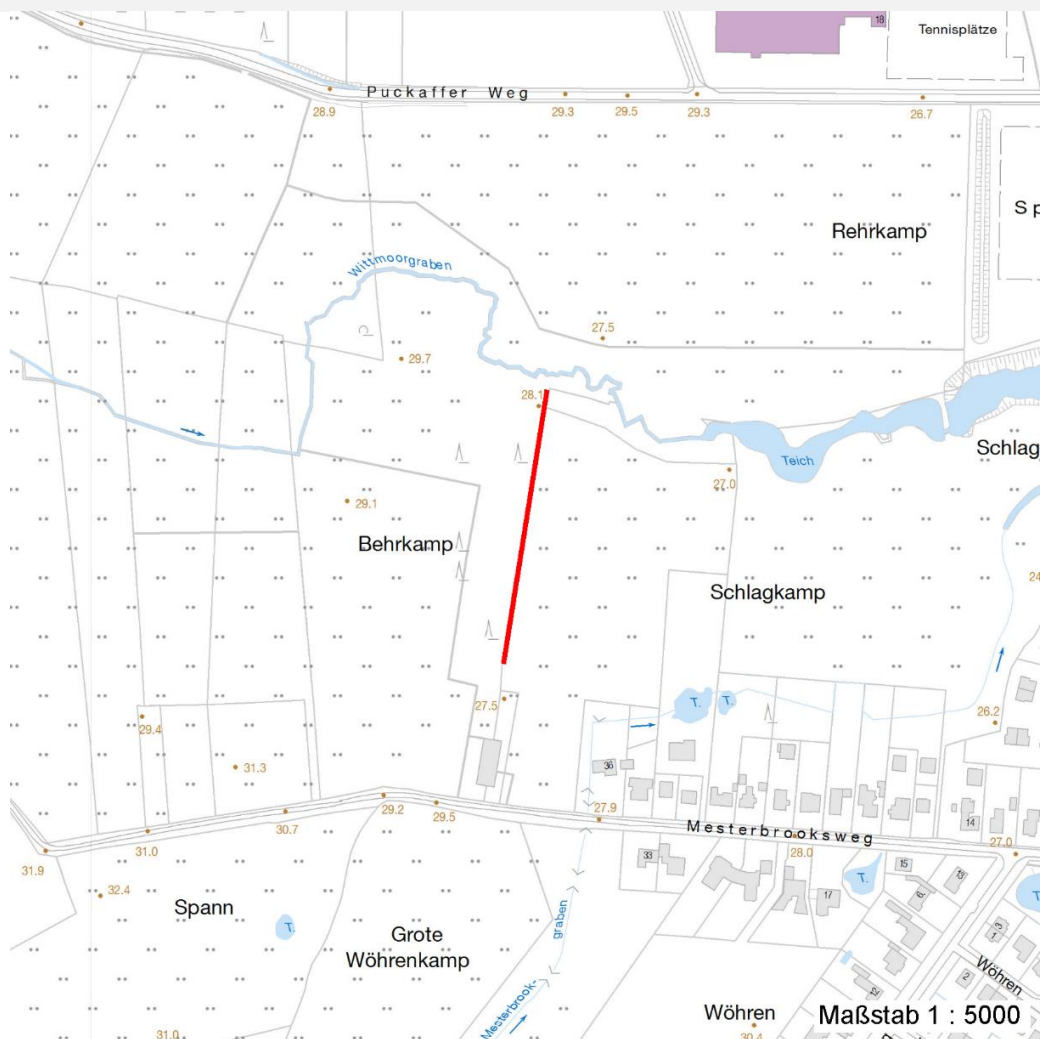 18
Tennisplätze
Puckaffer Weg
28.9
29.3
29.5
29.3
26.7
Rehrkamp
Wittmoorgraben
27.5
29.7
28.1
Schlag
Teich
27.0
29.1
Behrkamp
Schlagkamp
24
T.
T.
27.5
29.4
26.2
31.3
36
29.2
29.5
30.7
27.9
31.0
Mesterbrooksweg
14
28.0
27.0
31.9
33
15
13
32.4
17
T.
T.
Spann
T.
graben
Grote
Wöhrenkamp
Wöhren
2
12
Mesterbrook-
Wöhren
Maßstab 1 : 5000
31.0
30.4